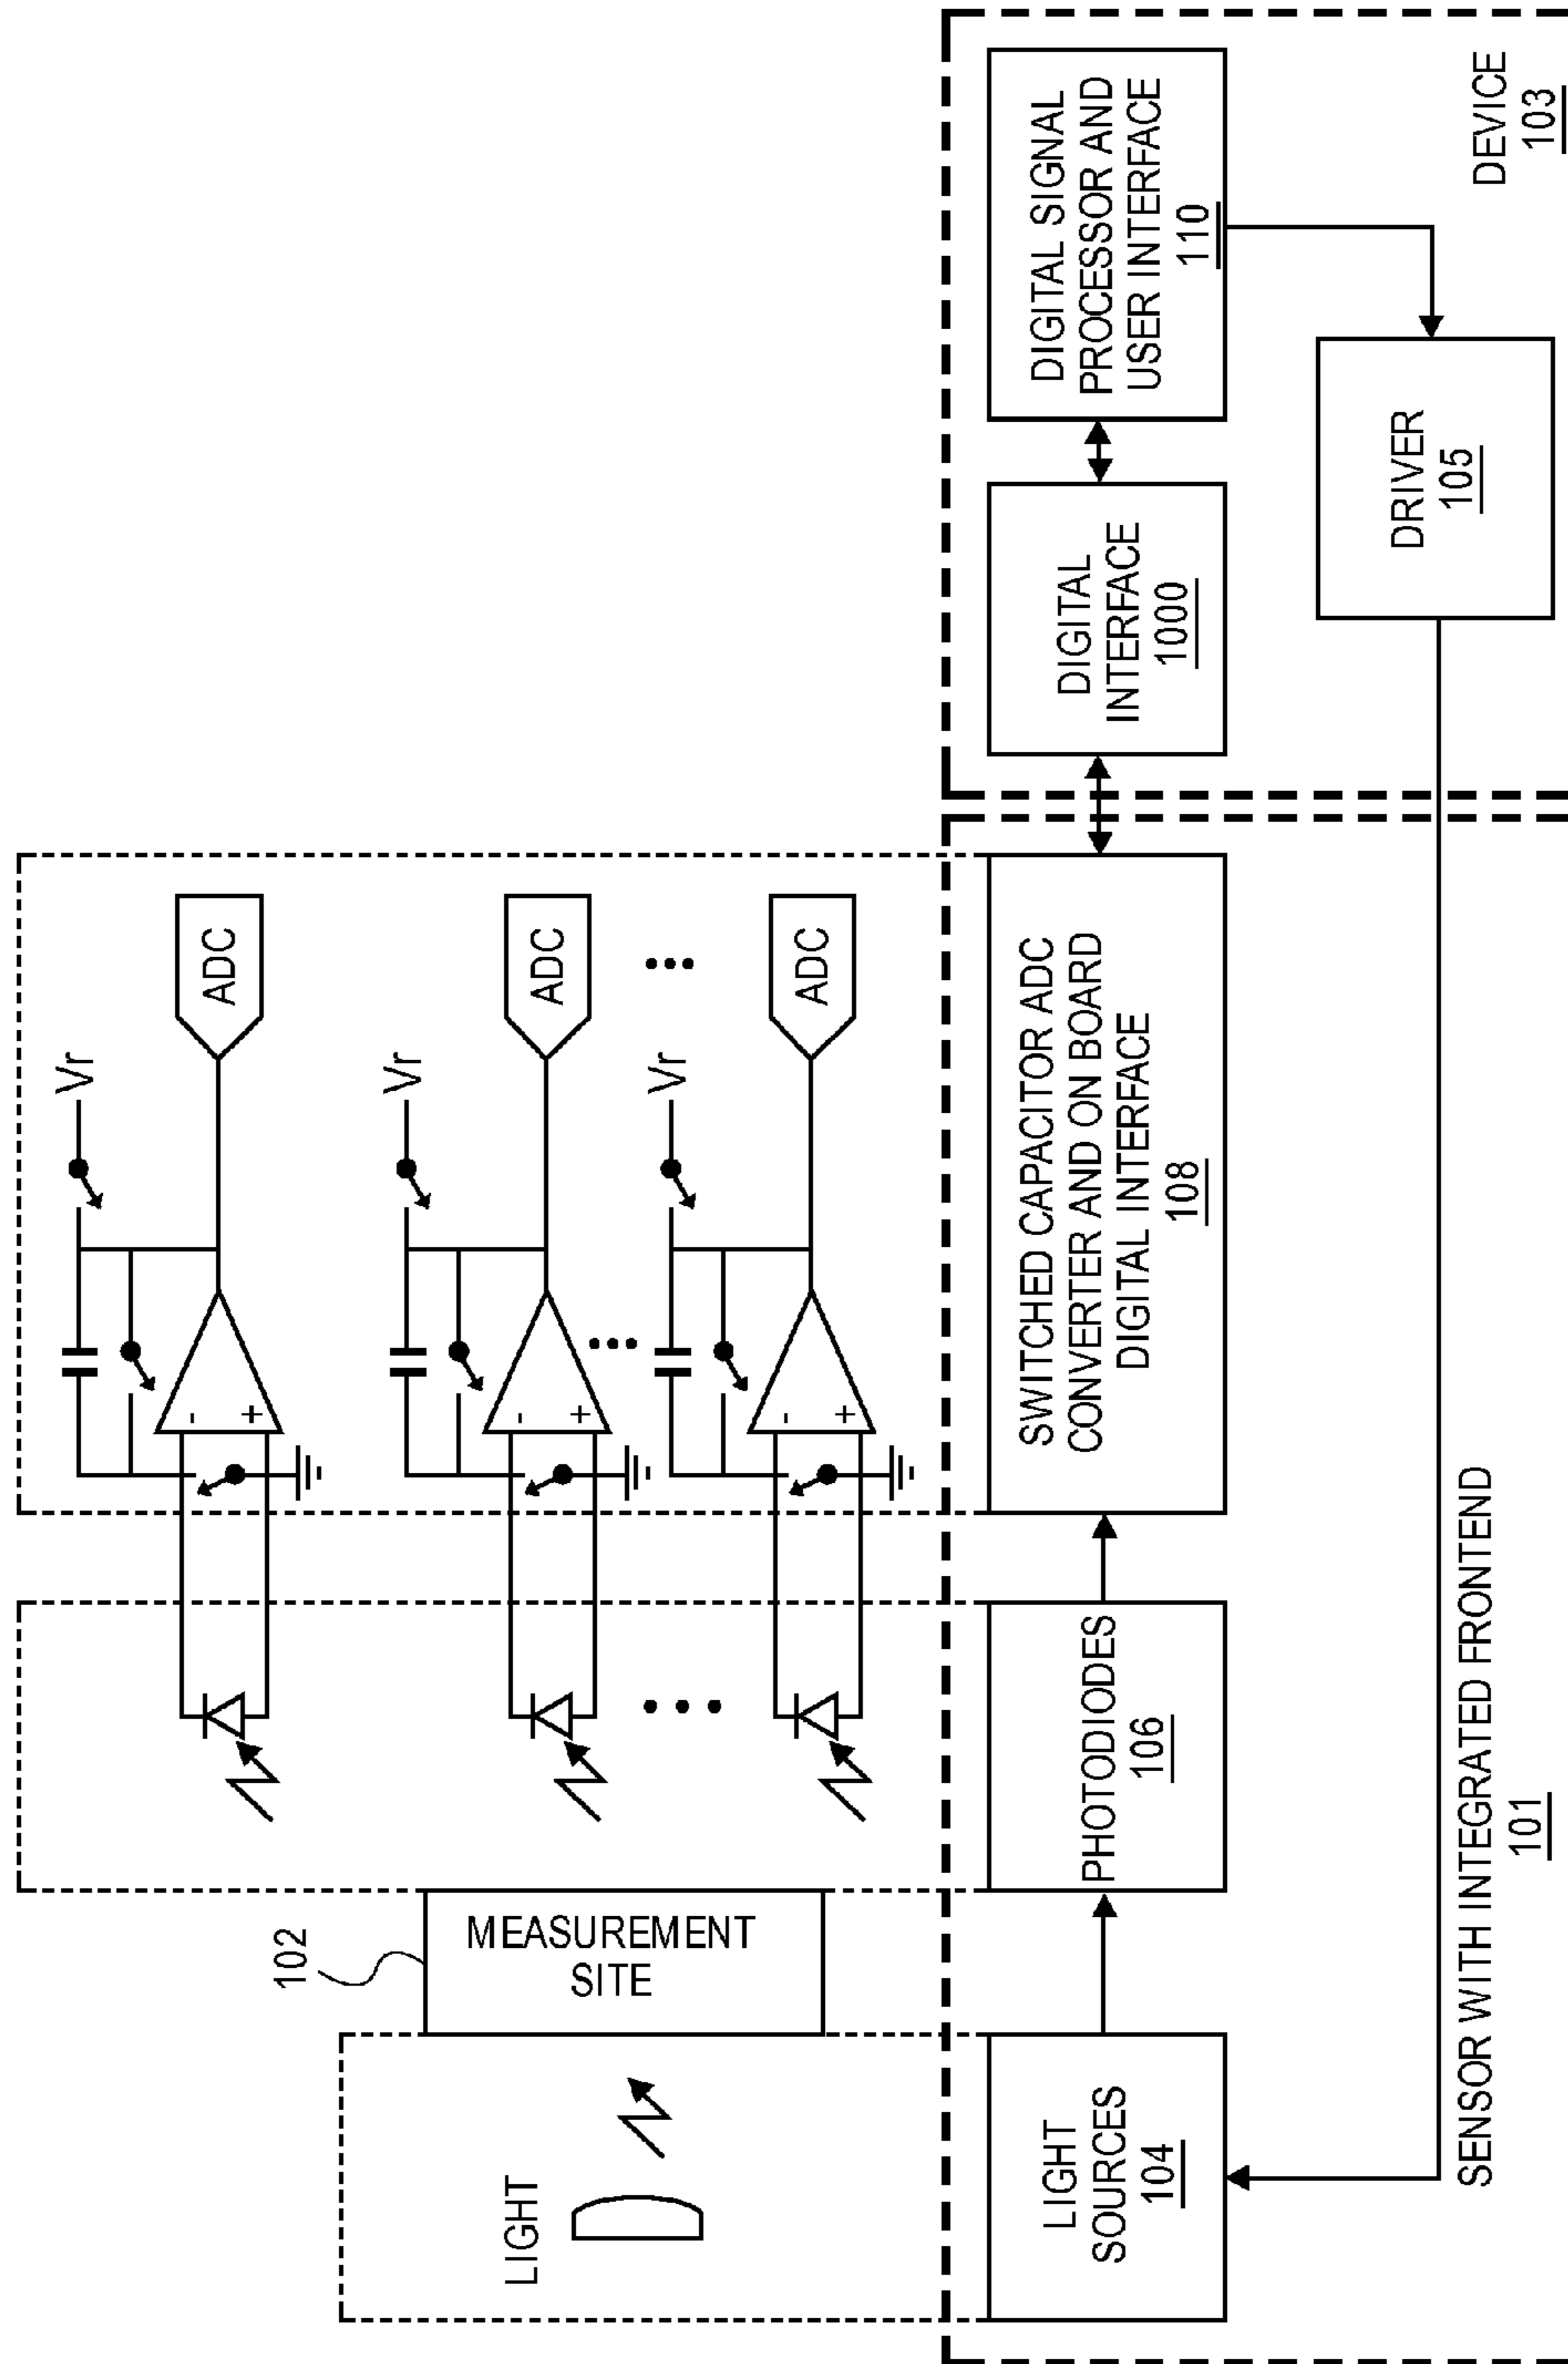 Vr
ADC
-
+
Vr
ADC
-
+
Vr
ADC
-
+
102
MEASUREMENT
SITE
LIGHT
LIGHT
SOURCES
104
PHOTODIODES
106
SWITCHED CAPACITOR ADC
CONVERTER AND ON BOARD
DIGITAL INTERFACE
108
DIGITAL
INTERFACE
1000
DIGITAL SIGNAL
PROCESSOR AND
USER INTERFACE
110
DRIVER
105
SENSOR WITH INTEGRATED FRONTEND
101
DEVICE
103